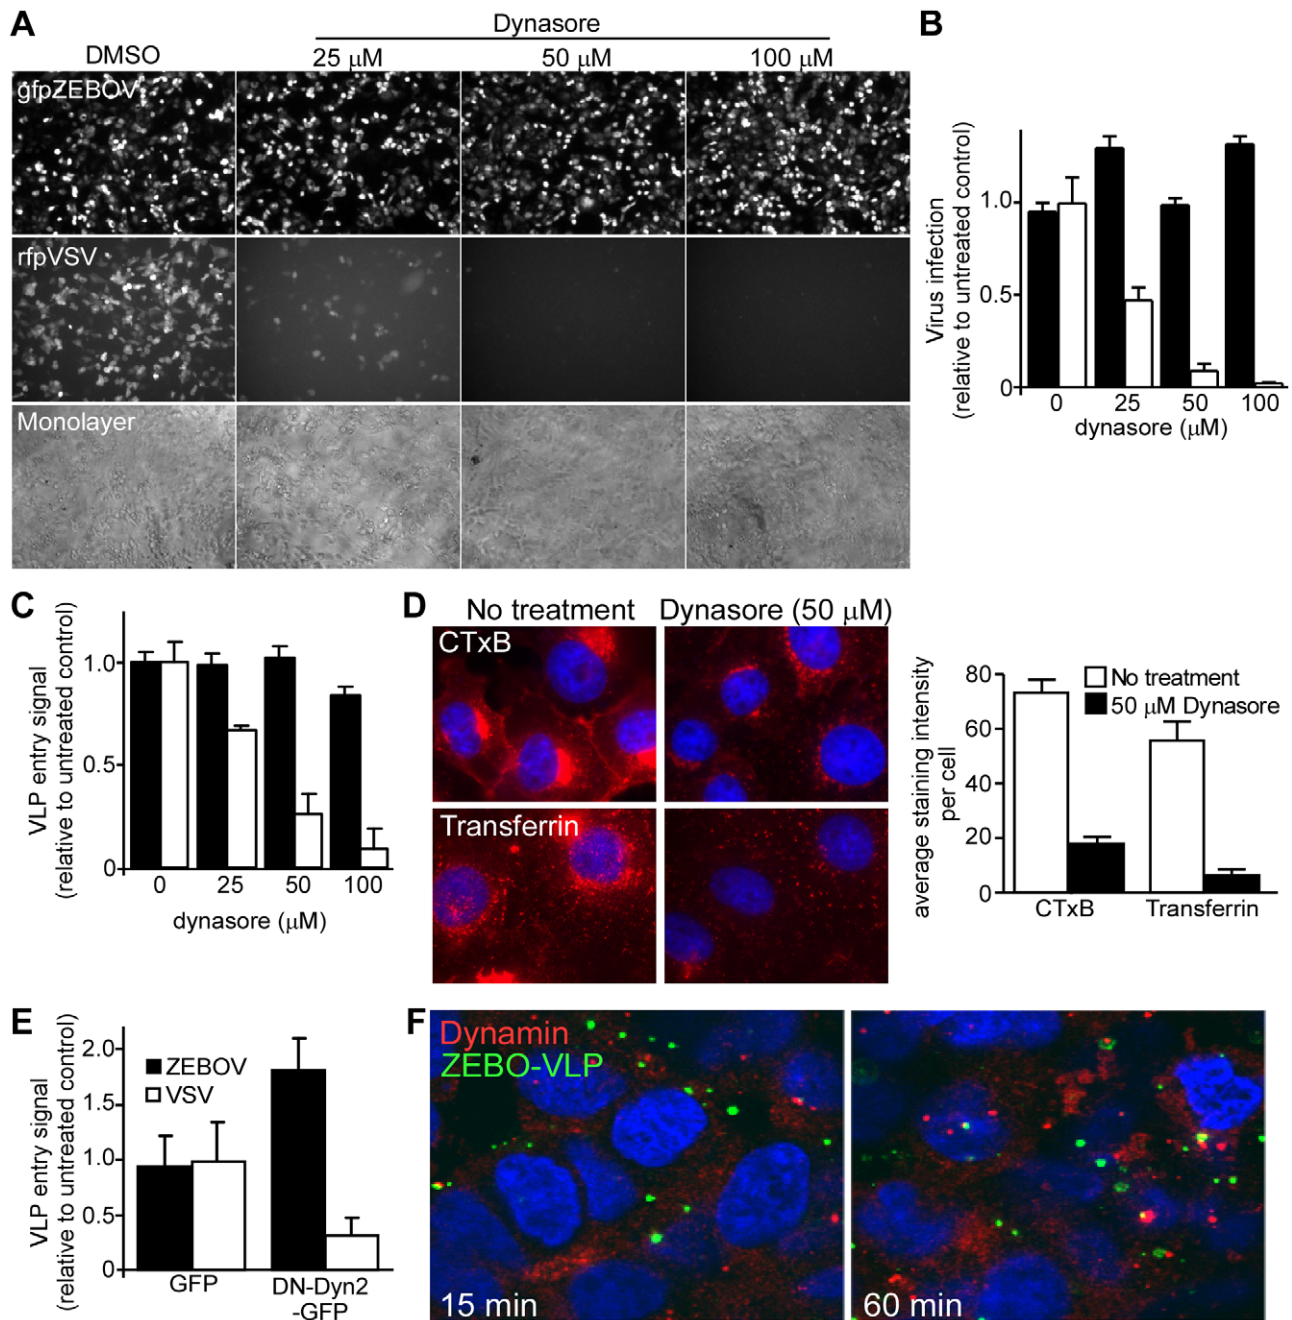 A
Dynasore
DMSO
25 μM
50 μM
100 μM
gfpZEBOV
rfpVSV
Monolayer
B
Virus infection
(relative to untreated control)
1.0
0.5
0
0
25
50
100
dynasore (μM)
C
VLP entry signal
(relative to untreated control)
1.0
0.5
0
0
25
50
100
dynasore (μM)
D
No treatment
Dynasore (50 μM)
CTxB
Transferrin
average staining intensity
per cell
80
60
40
20
0
No treatment
50 μM Dynasore
CTxB
Transferrin
E
VLP entry signal
(relative to untreated control)
2.0
1.5
1.0
0.5
0
ZEBOV
VSV
GFP
DN-Dyn2
-GFP
F
Dynamin
ZEBO-VLP
15 min
60 min